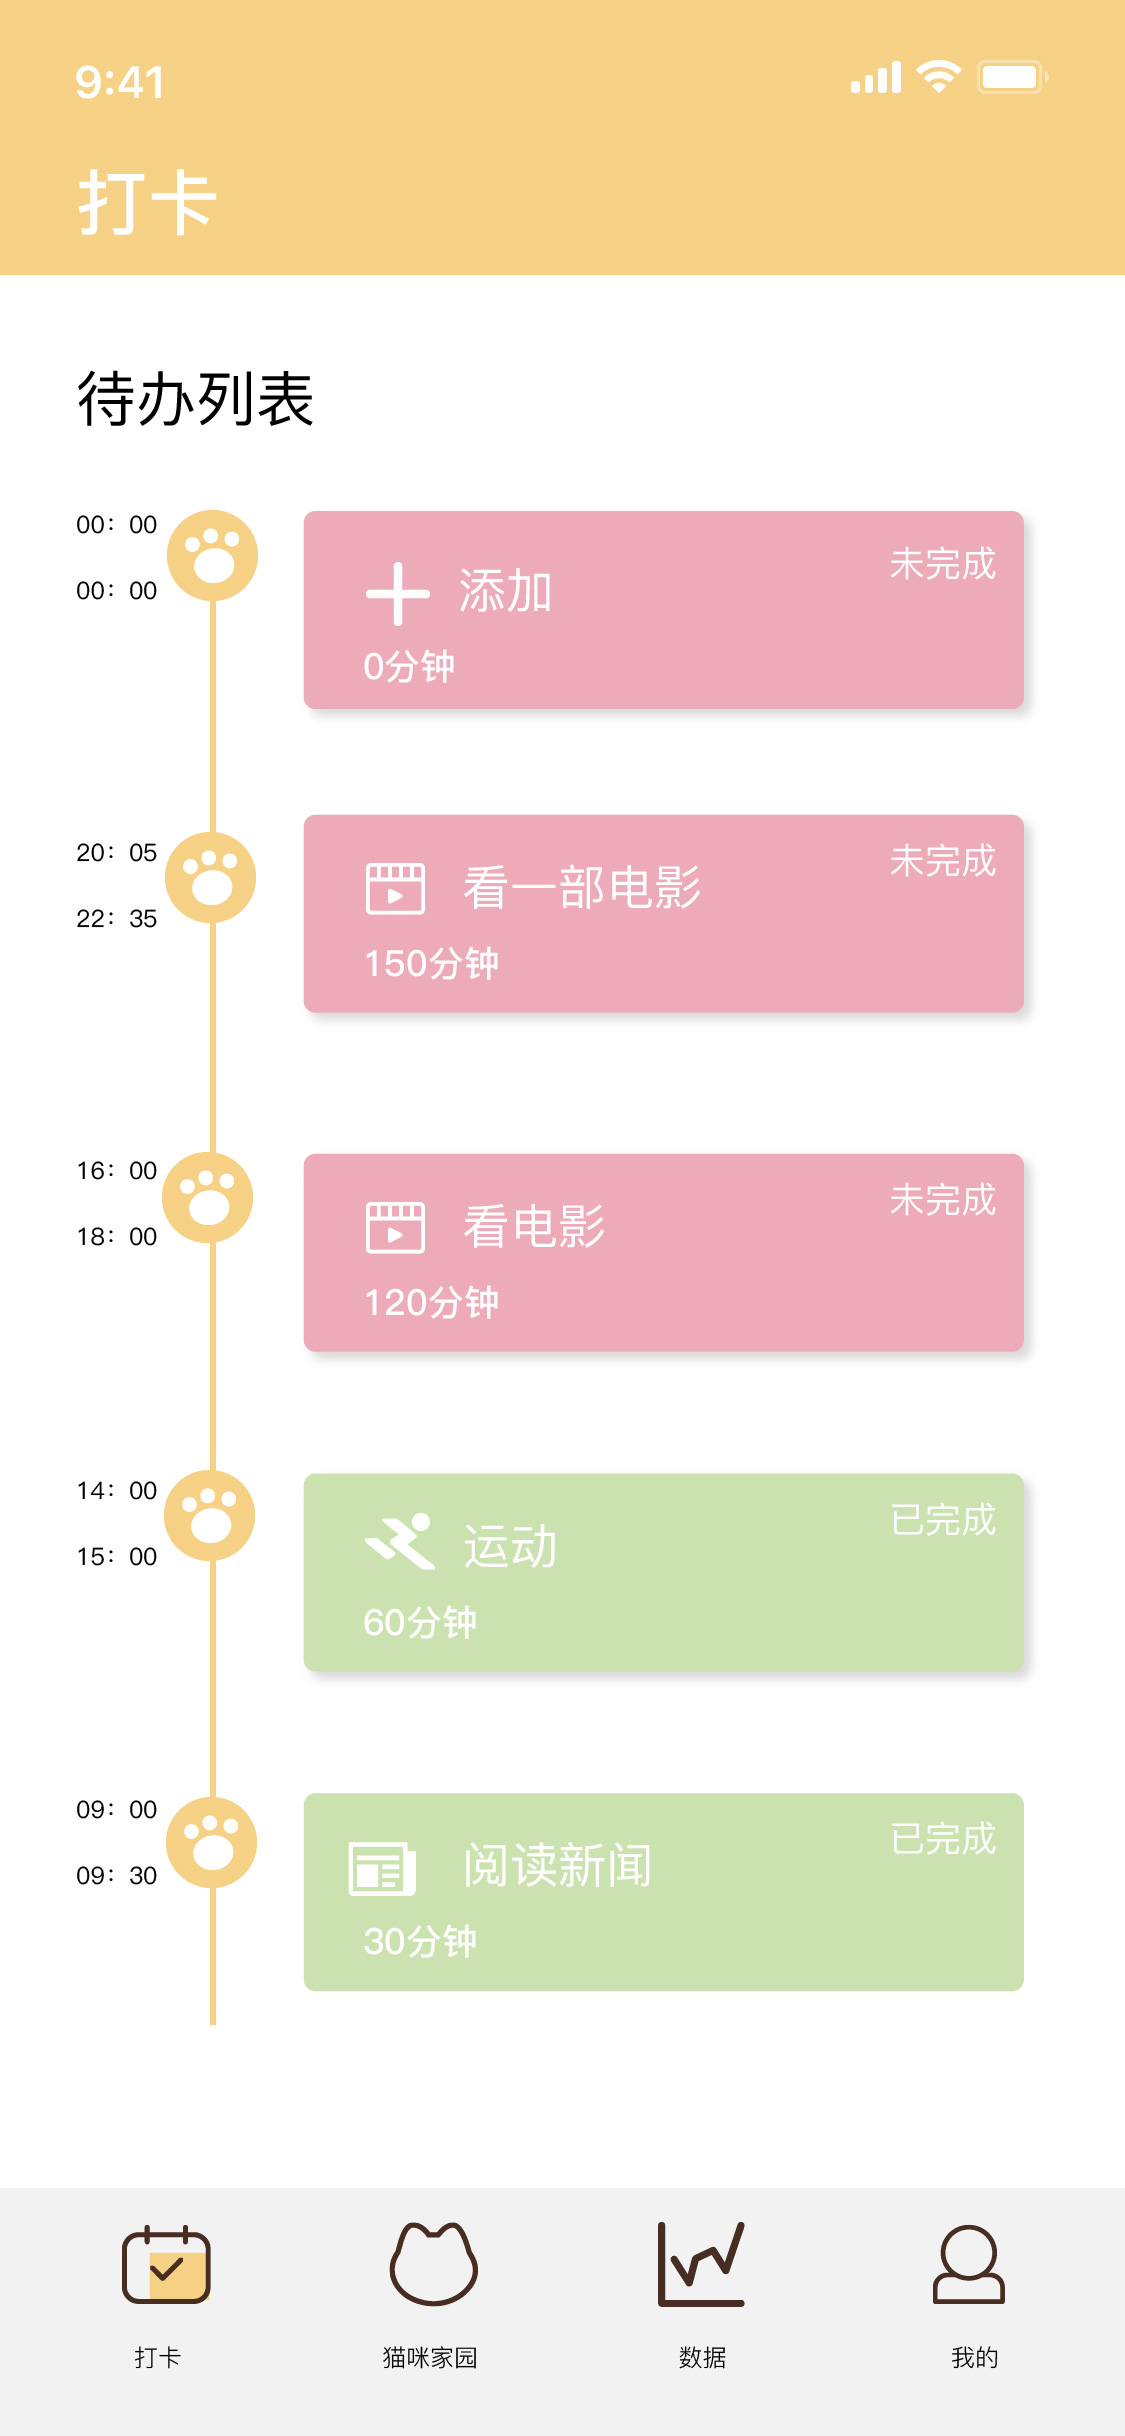 9:41
打卡
待办列表
00：00
00：00
添加
未完成
0分钟
20：05
22：35
看一部电影
未完成
150分钟
16：00
18：00
看电影
未完成
120分钟
14：00
15：00
运动
已完成
60分钟
09：00
09：30
阅读新闻
已完成
30分钟
打卡
猫咪家园
数据
我的